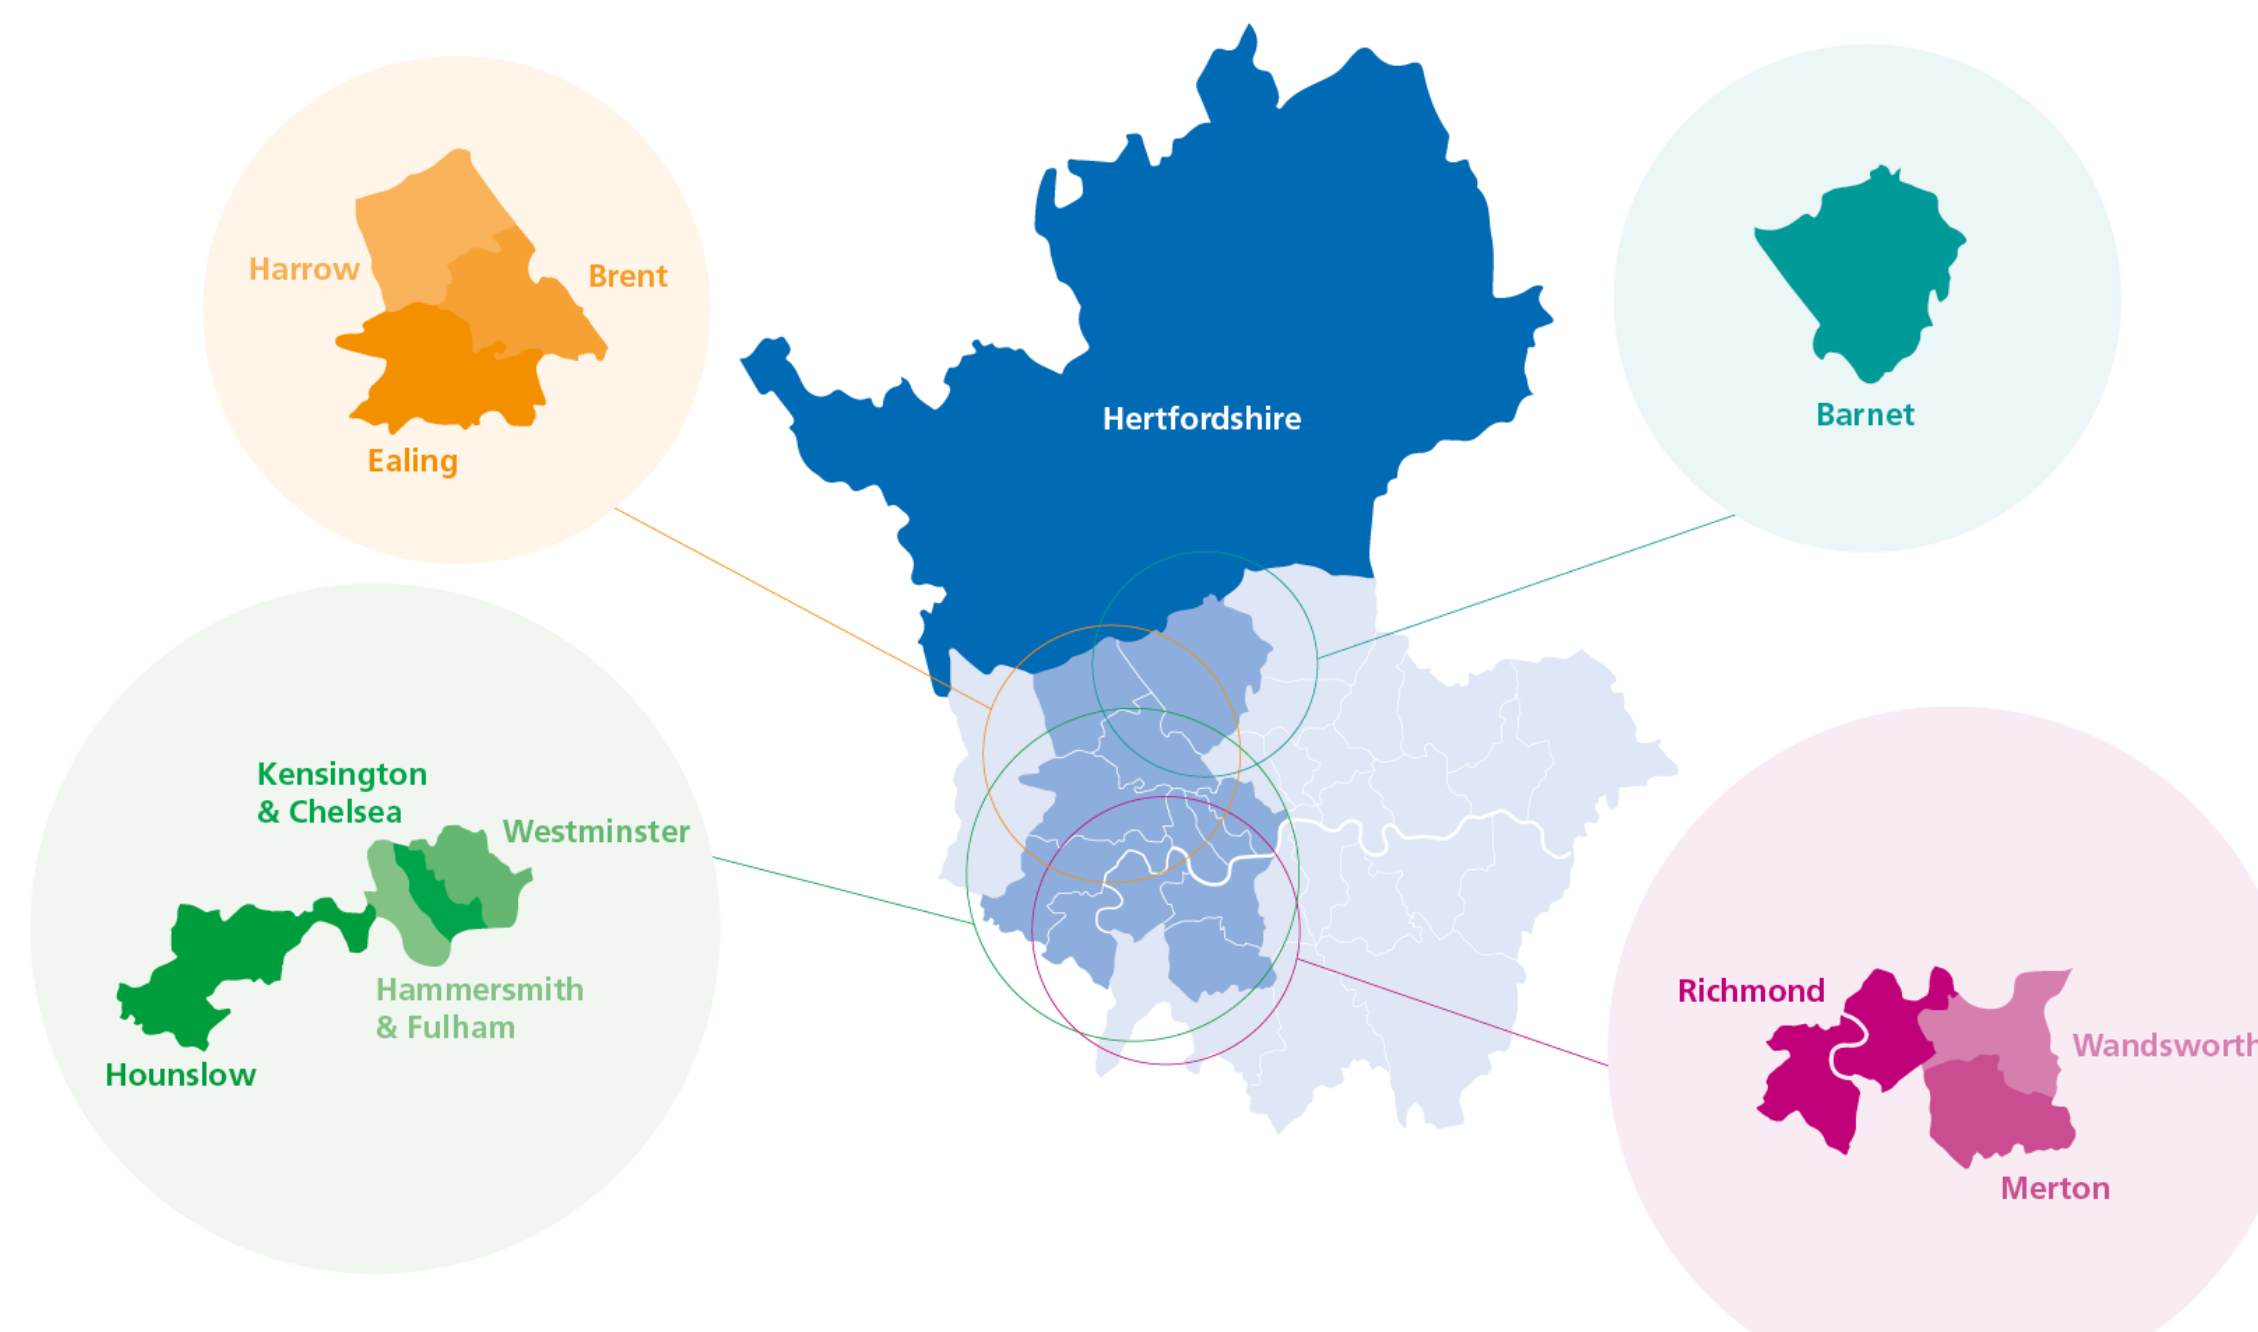 Harrow
Brent
Ealing
Hertfordshire
Barnet
Kensington
& Chelsea
Westminster
Hammersmith
& Fulham
Hounslow
Richmond
Wandsworth
Merton